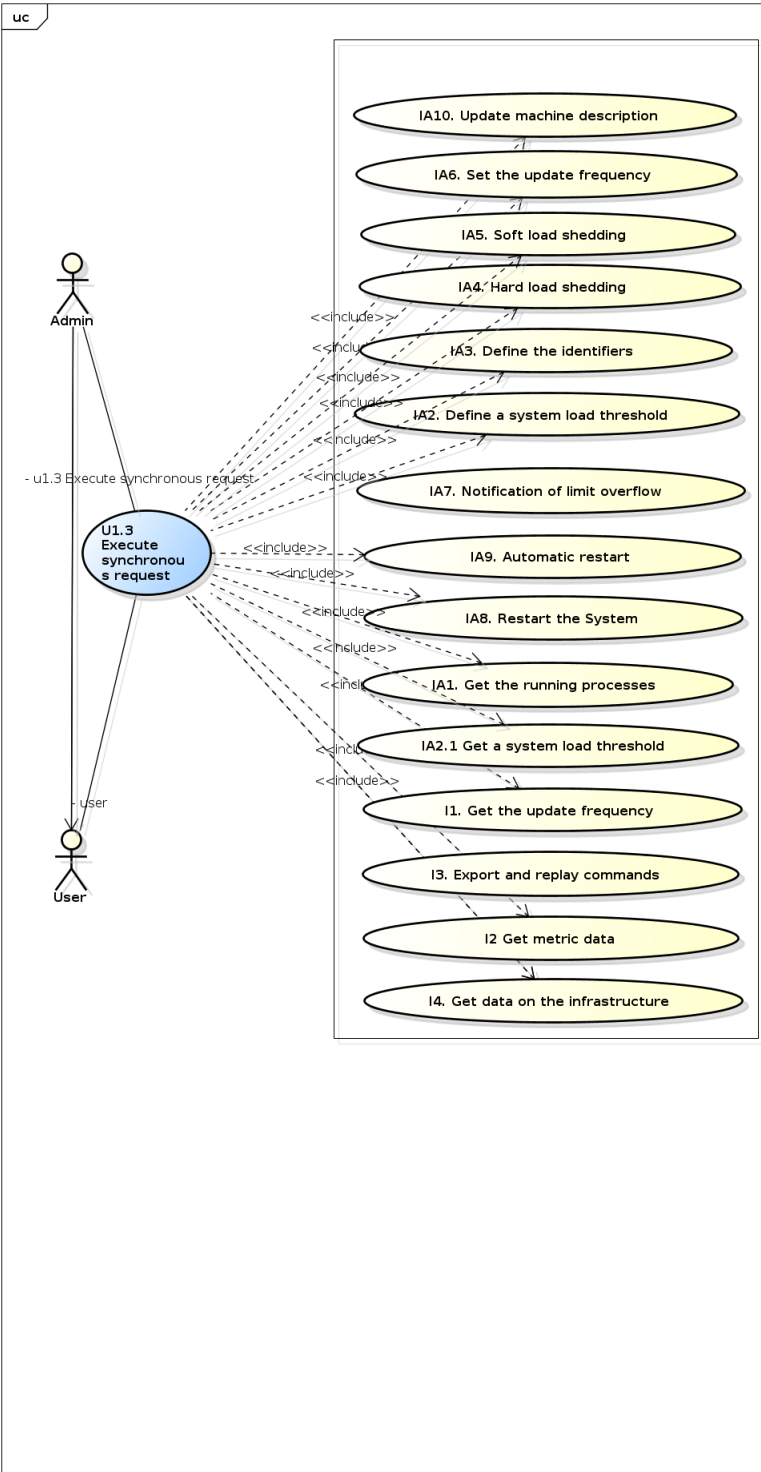 uc
IA10. Update machine description
IA6. Set the update frequency
IA5. Soft load shedding
IA4. Hard load shedding
Admin
<<include>>
<<inclu
IA3. Define the identifiers
<<include>>
<<include>>
IA2. Define a system load threshold
<<include>>
<<include>>
- u1.3 Execute synchronous request
IA7. Notification of limit overflow
U1.3
Execute
synchronou
s request
<<include>>
IA9. Automatic restart
<<include>>
<<include>>
IA8. Restart the System
<<include>>
<<incl
IA1. Get the running processes
<<inclu
IA2.1 Get a system load threshold
<<include>>
- user
I1. Get the update frequency
I3. Export and replay commands
User
I2 Get metric data
I4. Get data on the infrastructure